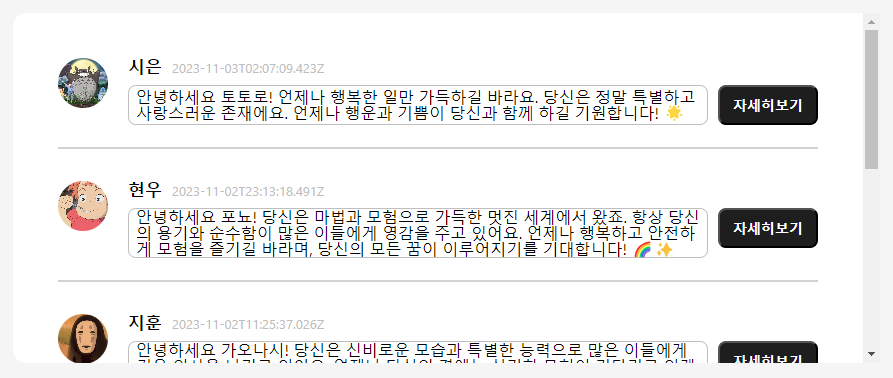 시은 2023-11-03T02:07:09.423Z
안녕하세요 토토로! 언제나 행복한 일만 가득하길 바라요. 당신은 정말 특별하고
사랑스러운 존재에요. 언제나 행운과 기쁨이 당신과 함께 하길 기원합니다! 🌟
자세히보기
현우 2023-11-02T23:13:18.491Z
안녕하세요 포뇨! 당신은 마법과 모험으로 가득한 멋진 세계에서 왔죠. 항상 당신
의 용기와 순수함이 많은 이들에게 영감을 주고 있어요. 언제나 행복하고 안전하
게 모험을 즐기길 바라며, 당신의 모든 꿈이 이루어지기를 기대합니다! 🌈✨
자세히보기
지훈 2023-11-02T11:25:37.026Z
안녕하세요 가오나시! 당신은 신비로운 모습과 특별한 능력으로 많은 이들에게
자세히보기